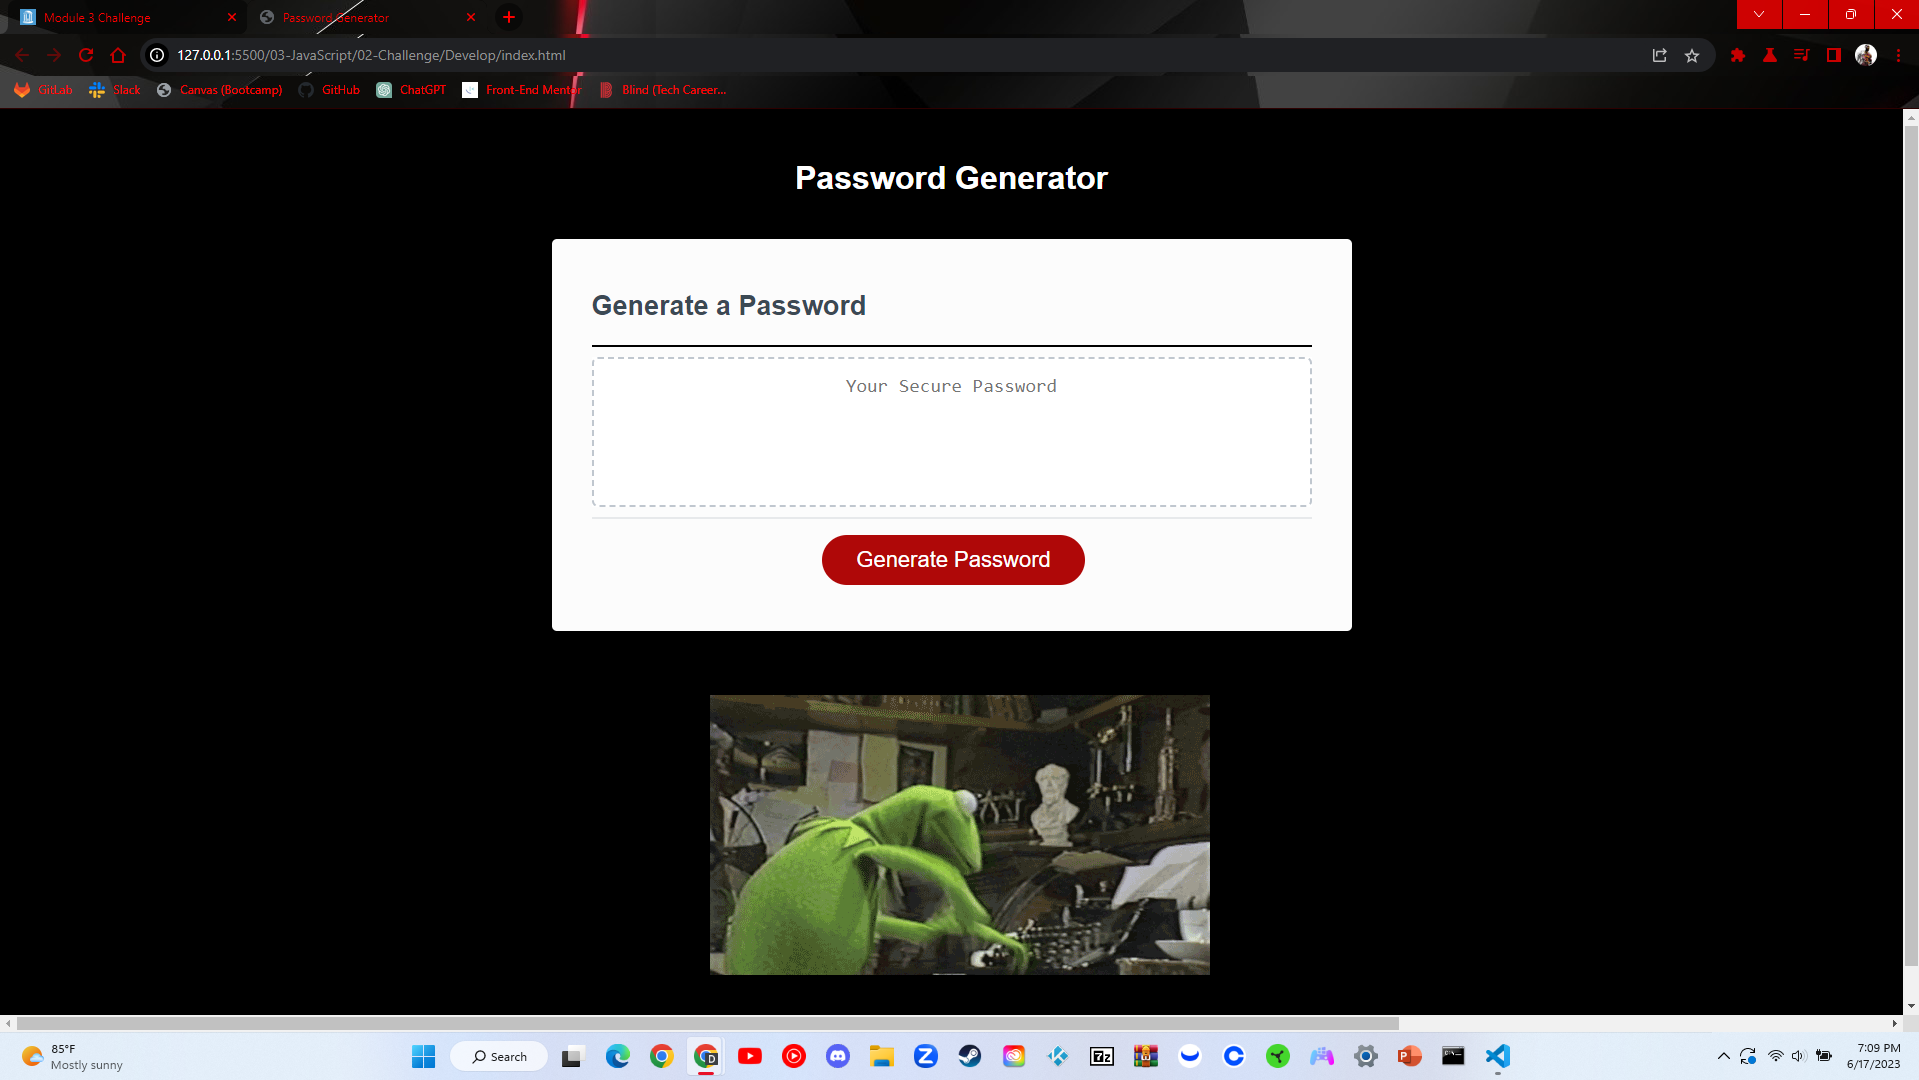 Module 3 Challenge
Password Generator
127.0.0.1:5500/03-JavaScript/02-Challenge/Develop/index.html
GitLab
Slack
Canvas (Bootcamp)
GitHub
ChatGPT
Front-End Mentor
Blind (Tech Career...
Password Generator
Generate a Password
Your Secure Password
Generate Password
85°F
Mostly sunny
Search
7:09 PM
6/17/2023